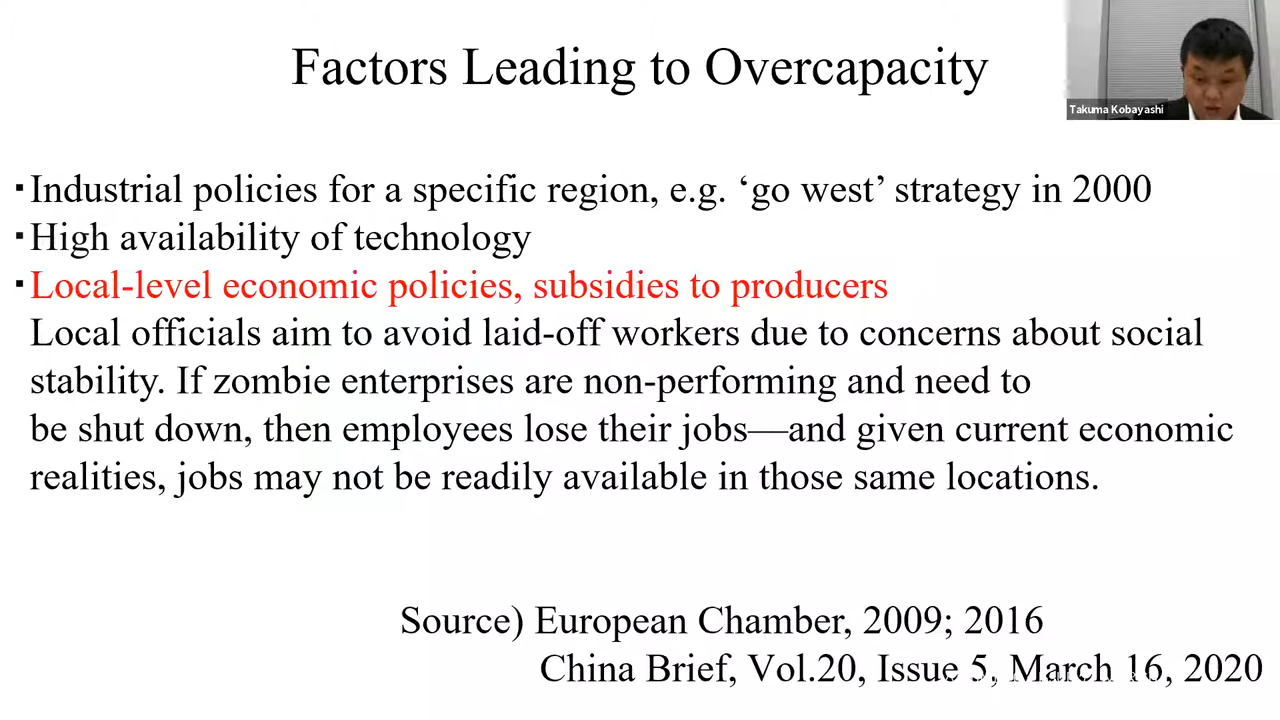 Factors Leading to Overcapacity
Takuma Kobayashi
▪Industrial policies for a specific region, e.g. ‘go west’ strategy in 2000
▪High availability of technology
▪Local-level economic policies, subsidies to producers
Local officials aim to avoid laid-off workers due to concerns about social
stability. If zombie enterprises are non-performing and need to
be shut down, then employees lose their jobs—and given current economic
realities, jobs may not be readily available in those same locations.
Source) European Chamber, 2009; 2016
China Brief, Vol.20, Issue 5, March 16, 2020